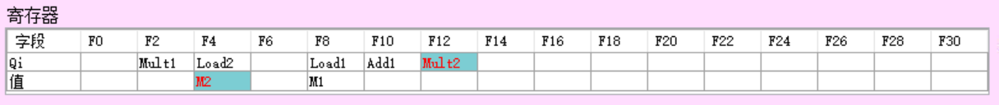 寄存器
字段 F0 F2 F4 F6 F8 F10 F12 F14 F16 F18 F20 F22 F24 F26 F28 F30
Qi Mult1 Load2 Load1 Add1 Mult2
值 M2 M1